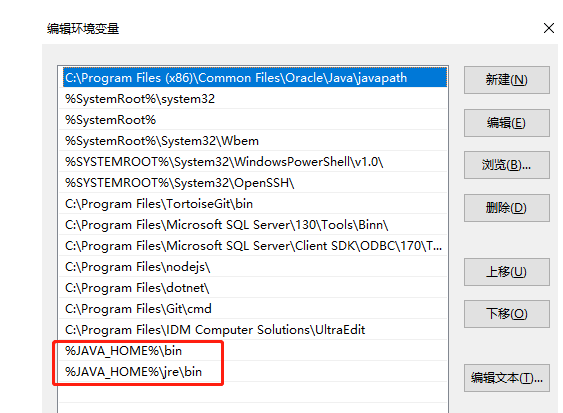 编辑环境变量
C:\Program Files (x86)\Common Files\Oracle\Java\javapath
%SystemRoot%\system32
%SystemRoot%
%SystemRoot%\System32\Wbem
%SYSTEMROOT%\System32\WindowsPowerShell\v1.0\
%SYSTEMROOT%\System32\OpenSSH\
C:\Program Files\TortoiseGit\bin
C:\Program Files\Microsoft SQL Server\130\Tools\Binn\
C:\Program Files\Microsoft SQL Server\Client SDK\ODBC\170\T...
C:\Program Files\nodejs\
C:\Program Files\dotnet\
C:\Program Files\Git\cmd
C:\Program Files\IDM Computer Solutions\UltraEdit
%JAVA_HOME%\bin
%JAVA_HOME%\jre\bin
新建(N)
编辑(E)
浏览(B)...
删除(D)
上移(U)
下移(O)
编辑文本(T)...